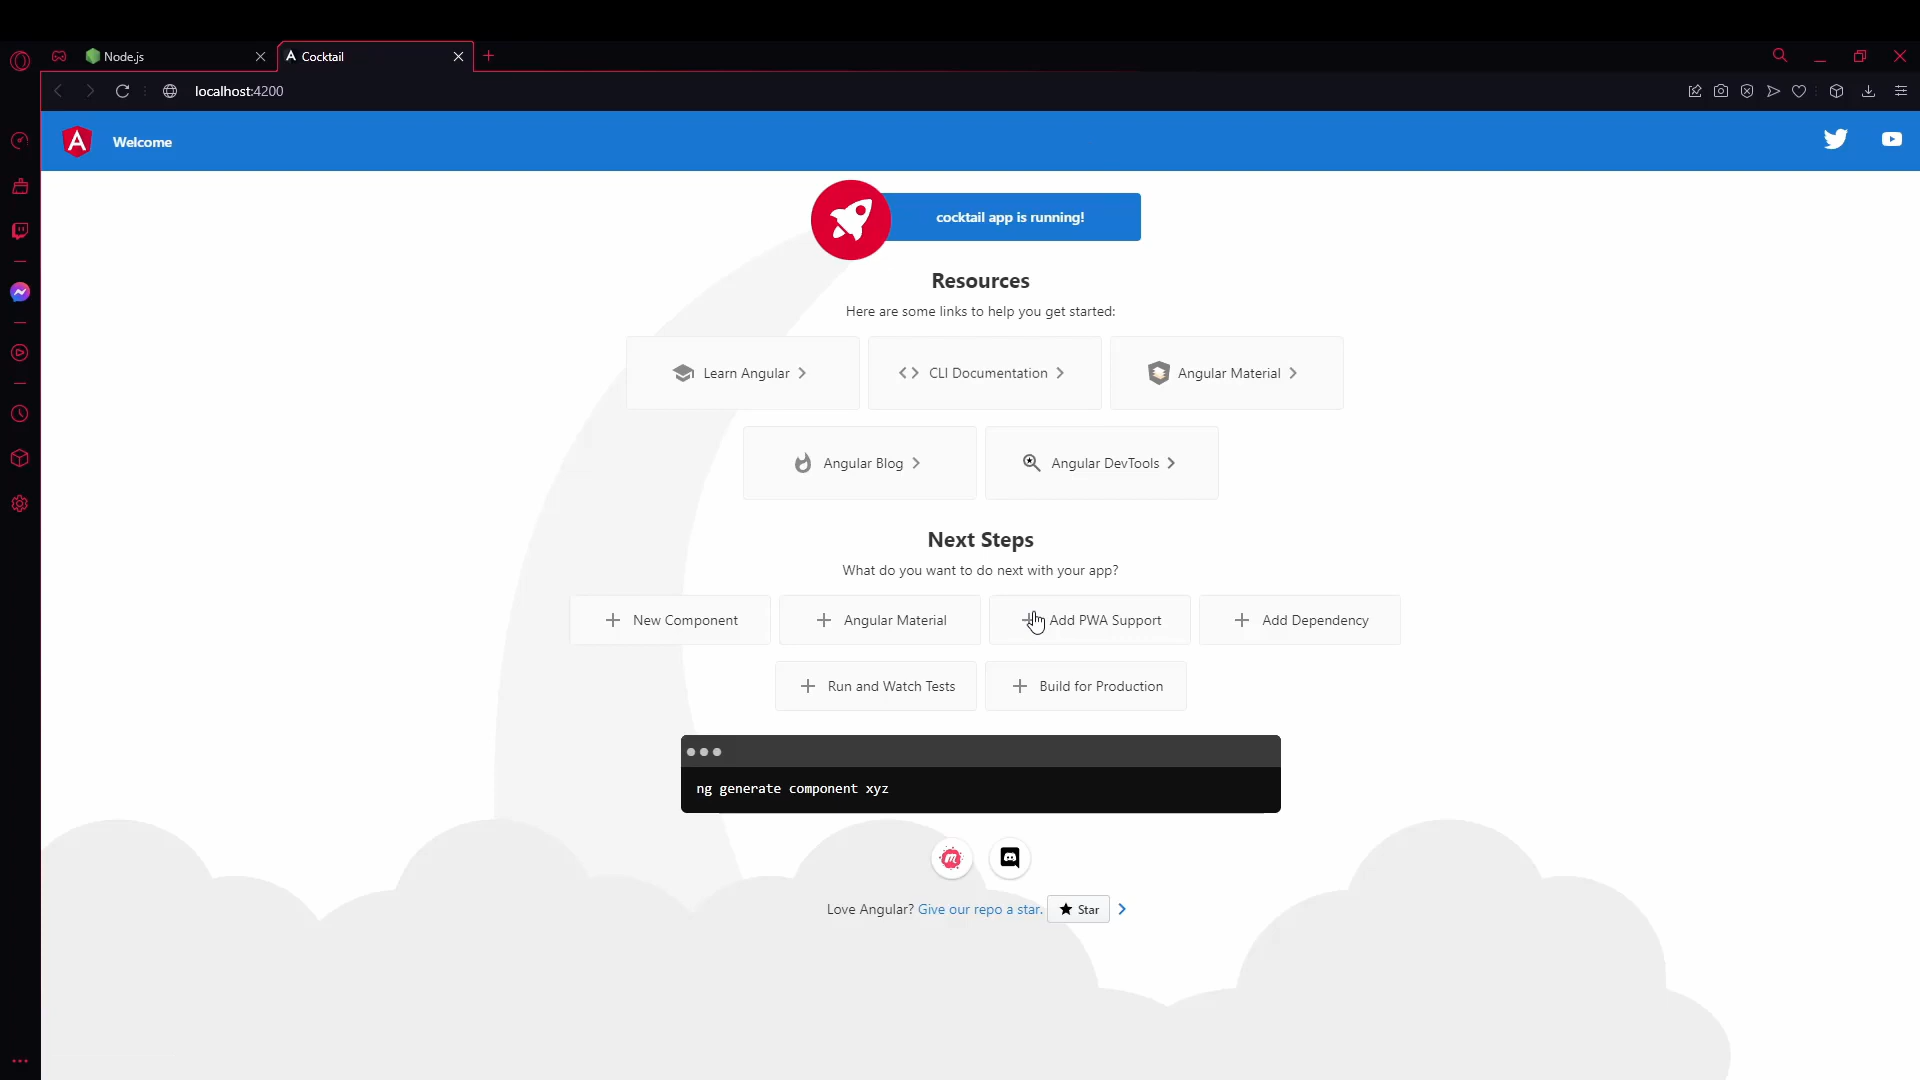 Node.js
A Cocktail
localhost:4200
A Welcome
cocktail app is running!
Resources
Here are some links to help you get started:
Learn Angular
CLI Documentation
Angular Material
Angular Blog
Angular DevTools
Next Steps
What do you want to do next with your app?
New Component
Angular Material
Add PWA Support
Add Dependency
Run and Watch Tests
Build for Production
ng generate component xyz
m
Love Angular? Give our repo a star. Star